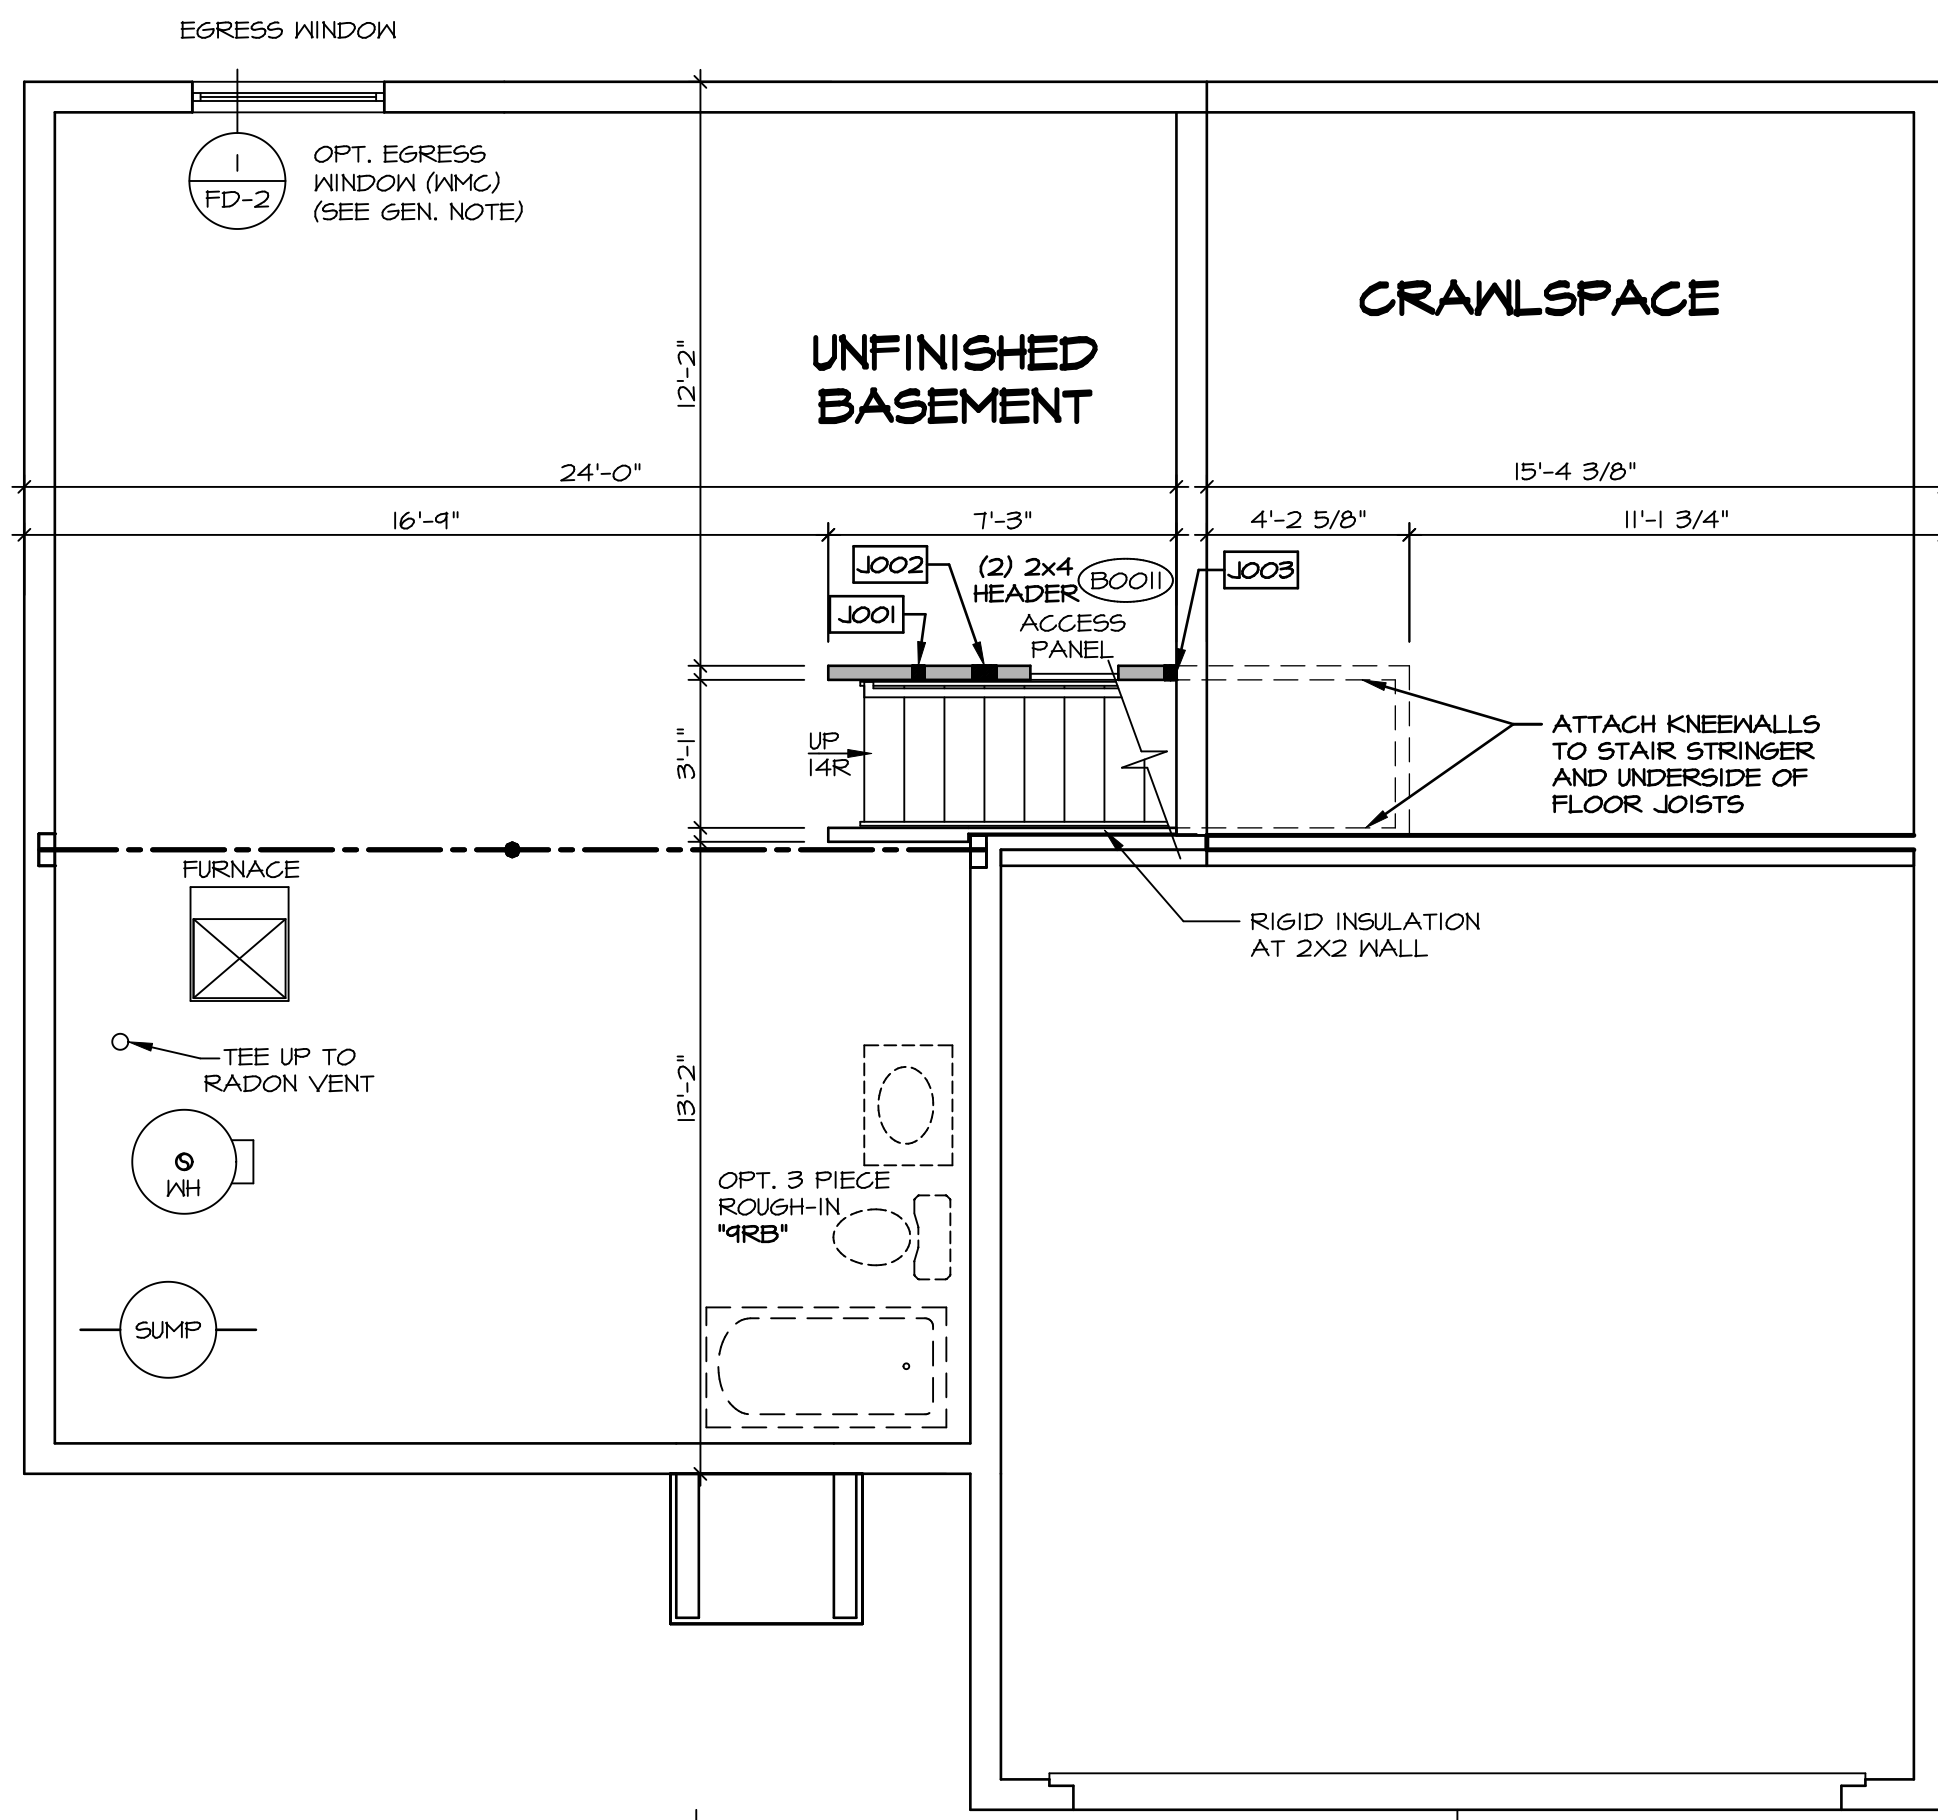 EGRESS WINDOW
1
FD-2
OPT. EGRESS
WINDOW (WMC)
(SEE GEN. NOTE)
CRAWLSPACE
UNFINISHED
BASEMENT
12'-2"
24'-0"
15'-4 3/8"
16'-9"
7'-3"
4'-2 5/8"
11'-1 3/4"
J002
(2) 2x4
HEADER
B0011
J003
J001
ACCESS
PANEL
UP
14R
3'-1"
ATTACH KNEEWALLS
TO STAIR STRINGER
AND UNDERSIDE OF
FLOOR JOISTS
FURNACE
RIGID INSULATION
AT 2X2 WALL
TEE UP TO
RADON VENT
13'-2"
WH
OPT. 3 PIECE
ROUGH-IN
"9RB"
SUMP